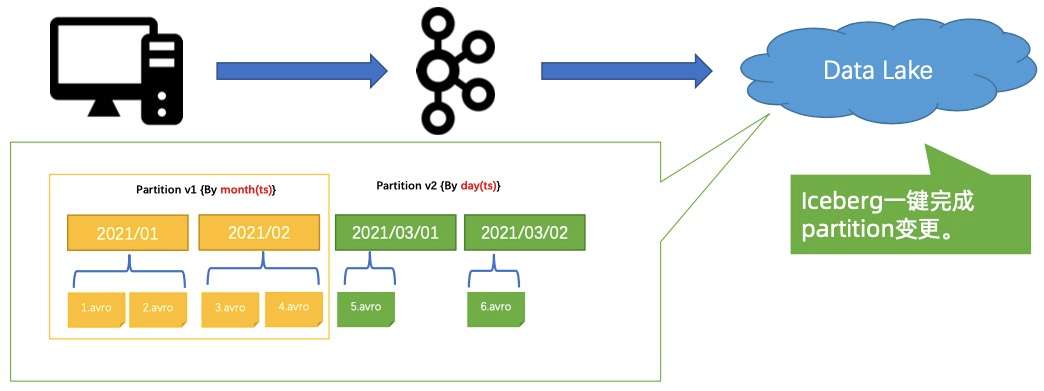 Data Lake
Partition v1 {By month(ts)}
Partition v2 {By day(ts)}
2021/01
2021/02
2021/03/01
2021/03/02
1.avro
2.avro
3.avro
4.avro
5.avro
6.avro
Iceberg一键完成
partition变更。